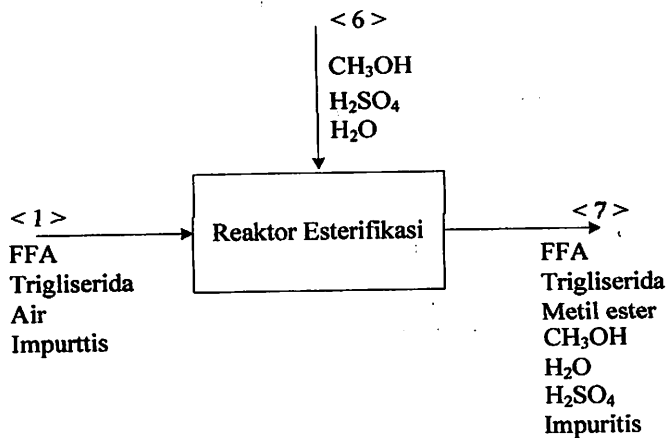 < 6 >
CH₃OH
H₂SO₄
H₂O
< 1 >
FFA
Trigliserida
Air
Impurttis
Reaktor Esterifikasi
< 7 >
FFA
Trigliserida
Metil ester
CH₃OH
H₂O
H₂SO₄
Impuritis